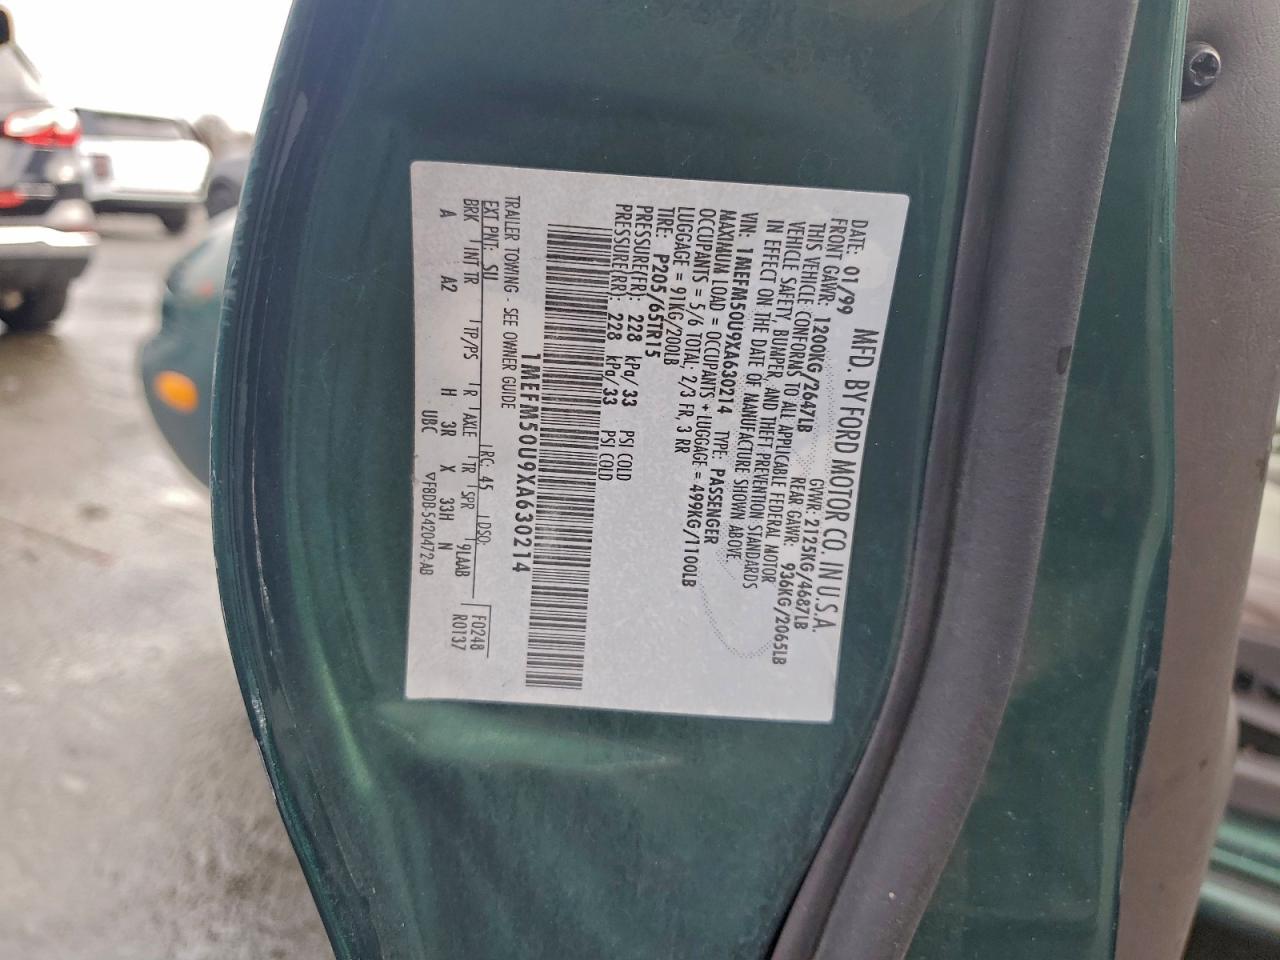 MFD. BY FORD MOTOR CO. IN U.S.A.
DATE: 01/99 GVWR: 2125KG/4687LB
FRONT GAWR: 1200KG/2647LB REAR GAWR: 936KG/2065LB
THIS VEHICLE CONFORMS TO ALL APPLICABLE FEDERAL MOTOR
VEHICLE SAFETY, BUMPER, AND THEFT PREVENTION STANDARDS
IN EFFECT ON THE DATE OF MANUFACTURE SHOWN ABOVE
VIN: 1MEFM50U9XA630214 TYPE: PASSENGER
MAXIMUM LOAD = OCCUPANTS + LUGGAGE = 499KG/1100LB
OCCUPANTS = 5/6 TOTAL; 2/3 FR, 3 RR
LUGGAGE = 91KG/200LB
TIRE: P205/65TR15
PRESSURE(FR): 228 kPa/33 PSI COLD
PRESSURE(RR): 228 kPa/33 PSI COLD
1MEFM50U9XA630214
TRAILER TOWING - SEE OWNER GUIDE
EXT PNT: SU RC: 45 DSO: F0248
BRK INT TR TP/PS R AXLE TR SPR 9LAAB R0137
A A2 H 3R X 33H N
UBC ▽F8DB-5420472-AB